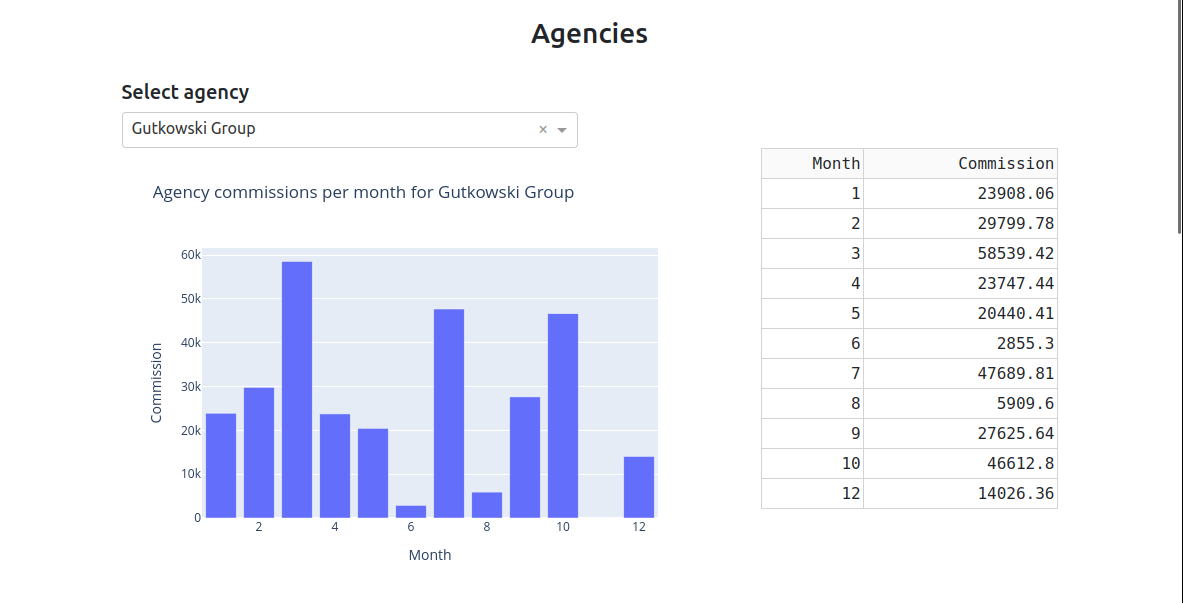 Agencies
Select agency
Gutkowski Group
×
Agency commissions per month for Gutkowski Group
60k
50k
40k
30k
20k
10k
0
Commission
2 4 6 8 10 12
Month
Month Commission
1 23908.06
2 29799.78
3 58539.42
4 23747.44
5 20440.41
6 2855.3
7 47689.81
8 5909.6
9 27625.64
10 46612.8
12 14026.36